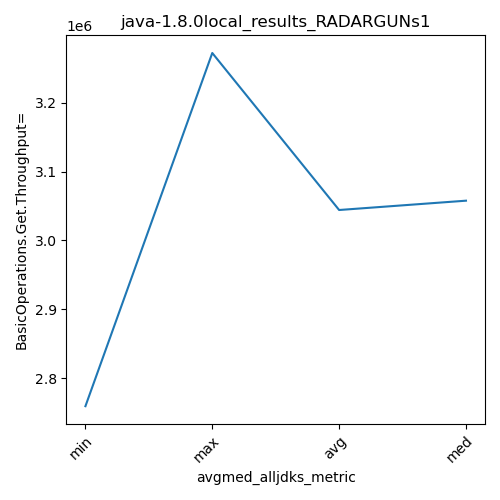 java-1.8.0local_results_RADARGUNs1
1e6
3.2
3.1
3.0
2.9
2.8
BasicOperations.Get.Throughput=
min
max
avg
med
avgmed_alljdks_metric